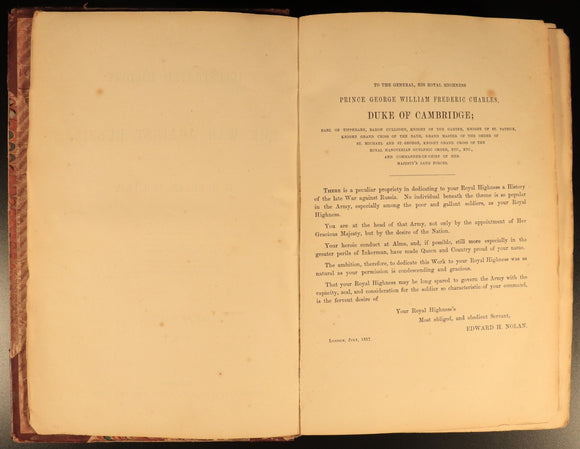 TO THE GENERAL, HIS ROYAL HIGHNESS
PRINCE GEORGE WILLIAM FREDERIC CHARLES,
DUKE OF CAMBRIDGE;
EARL OF TIPPERARY, BARON CULLODEN, KNIGHT OF THE GARTER, KNIGHT OF ST. PATRICK,
KNIGHT GRAND CROSS OF THE BATH, GRAND MASTER OF THE ORDER OF
ST. MICHAEL AND ST. GEORGE, KNIGHT GRAND CROSS OF THE
ROYAL HANOVERIAN GUELPHIC ORDER, ETC., ETC.,
AND COMMANDER-IN-CHIEF OF HER
MAJESTY'S LAND FORCES.
THERE is a peculiar propriety in dedicating to your Royal Highness a History
of the late War against Russia. No individual beneath the throne is so popular
in the Army, especially among the poor and gallant soldiers, as your Royal
Highness.
You are at the head of that Army, not only by the appointment of Her
Gracious Majesty, but by the desire of the Nation.
Your heroic conduct at Alma, and, if possible, still more especially in the
greater perils of Inkerman, have made Queen and Country proud of your name.
The ambition, therefore, to dedicate this Work to your Royal Highness was as
natural as your permission is condescending and gracious.
That your Royal Highness may be long spared to govern the Army with the
capacity, zeal, and consideration for the soldier so characteristic of your command,
is the fervent desire of
Your Royal Highness's
Most obliged, and obedient Servant,
EDWARD H. NOLAN.
LONDON, JULY, 1857.